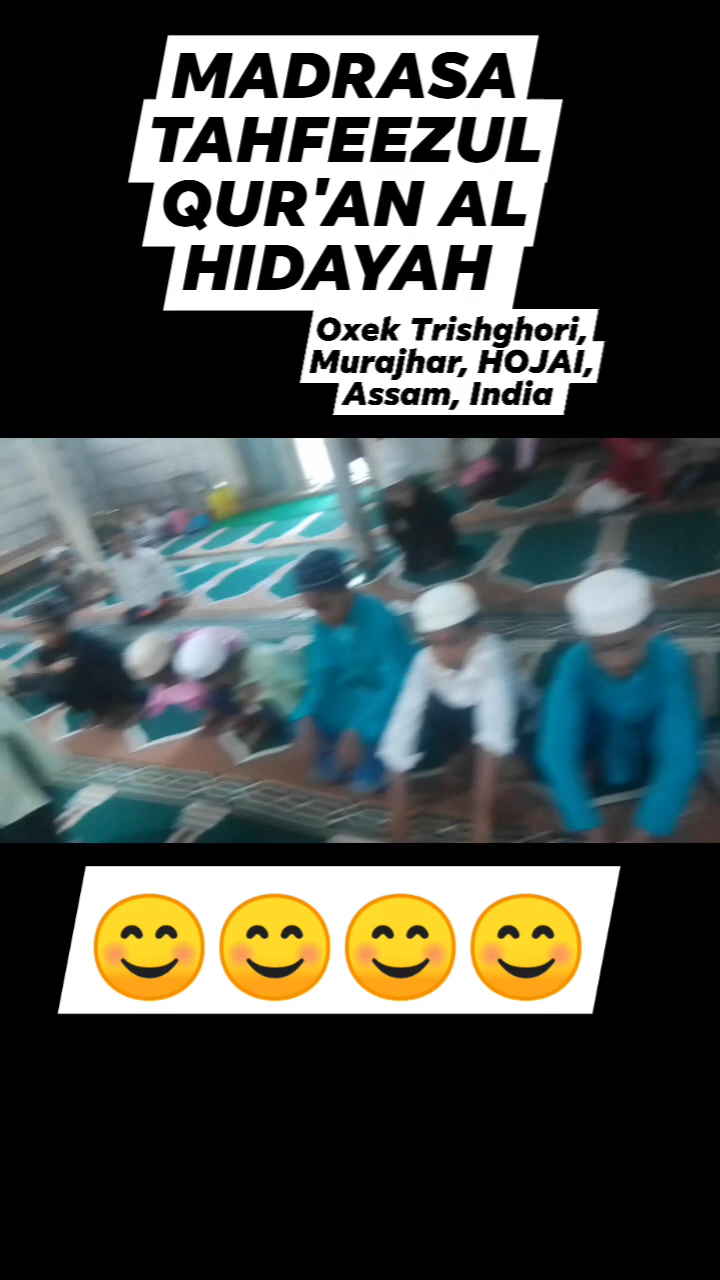 MADRASA
TAHFEEZUL
QUR'AN AL
HIDAYAH
Oxek Trishghori,
Murajhar, HOJAI,
Assam, India
😊😊😊😊